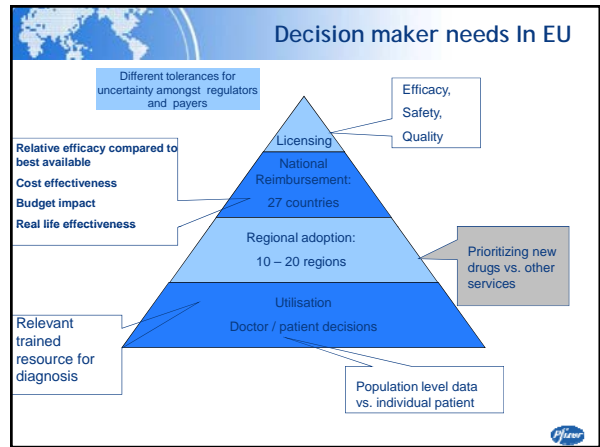 Decision maker needs In EU
Different tolerances for
uncertainty amongst regulators
and payers
Efficacy,
Safety,
Quality
Licensing
Relative efficacy compared to
best available
Cost effectiveness
Budget impact
Real life effectiveness
National
Reimbursement:
27 countries
Regional adoption:
10 – 20 regions
Prioritizing new
drugs vs. other
services
Utilisation
Doctor / patient decisions
Relevant
trained
resource for
diagnosis
Population level data
vs. individual patient
Pfizer